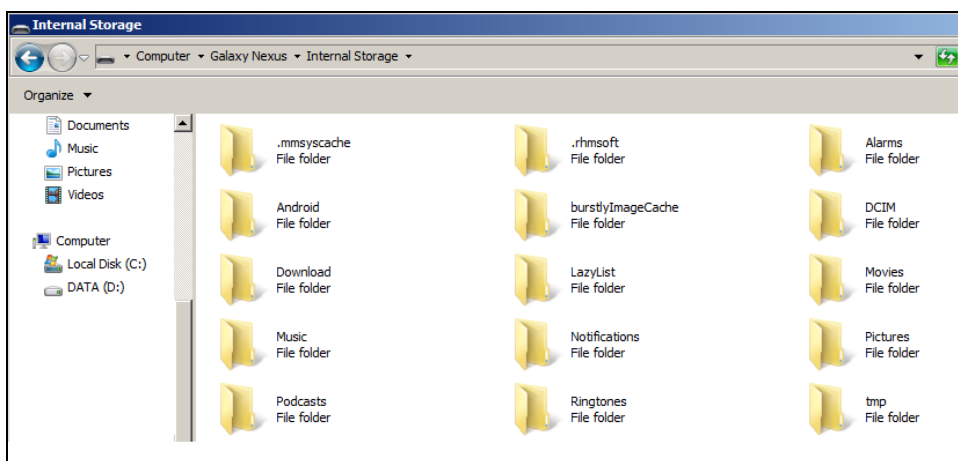 Internal Storage
Computer Galaxy Nexus Internal Storage
Organize
Documents
Music
Pictures
Videos
Computer
Local Disk (C:)
DATA (D:)
.mmsyscache
File folder
.rhmsoft
File folder
Alarms
File folder
Android
File folder
burstlyImageCache
File folder
DCIM
File folder
Download
File folder
LazyList
File folder
Movies
File folder
Music
File folder
Notifications
File folder
Pictures
File folder
Podcasts
File folder
Ringtones
File folder
tmp
File folder